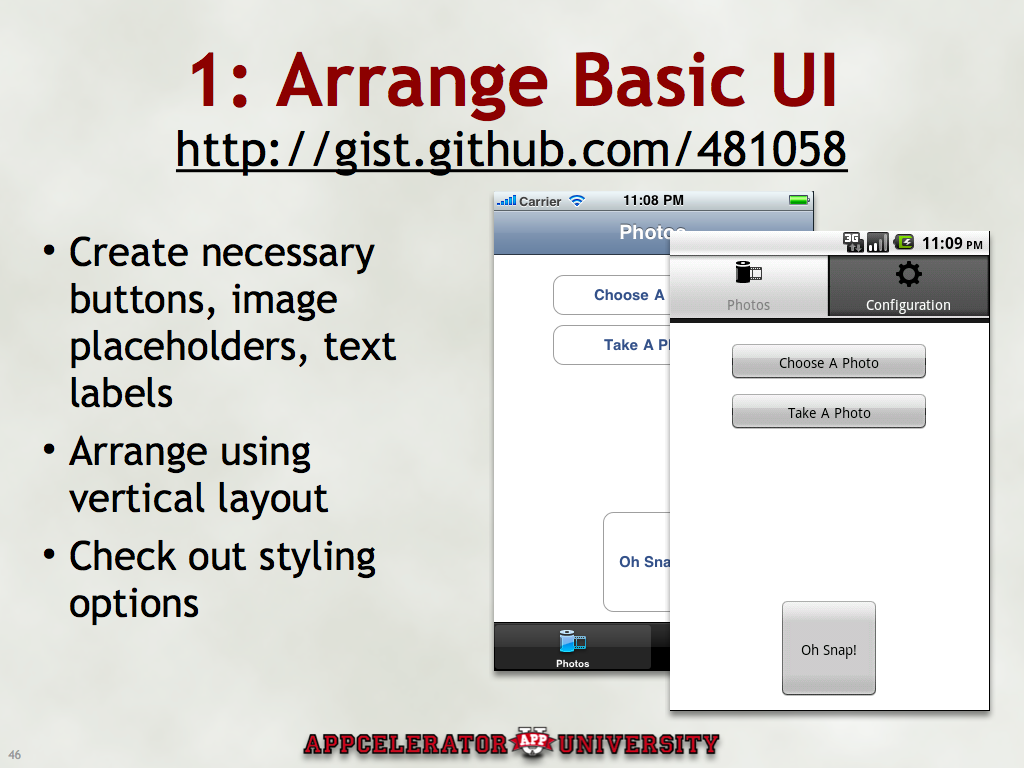 1: Arrange Basic UI
http://gist.github.com/481058
• Create necessary
buttons, image
placeholders, text
labels
• Arrange using
vertical layout
• Check out styling
options
Carrier 11:08 PM
Photos
Choose A
Take A P
Oh Sna
Photos
3G 11:09 PM
Photos Configuration
Choose A Photo
Take A Photo
Oh Snap!
APPCELERATOR U APP UNIVERSITY
46